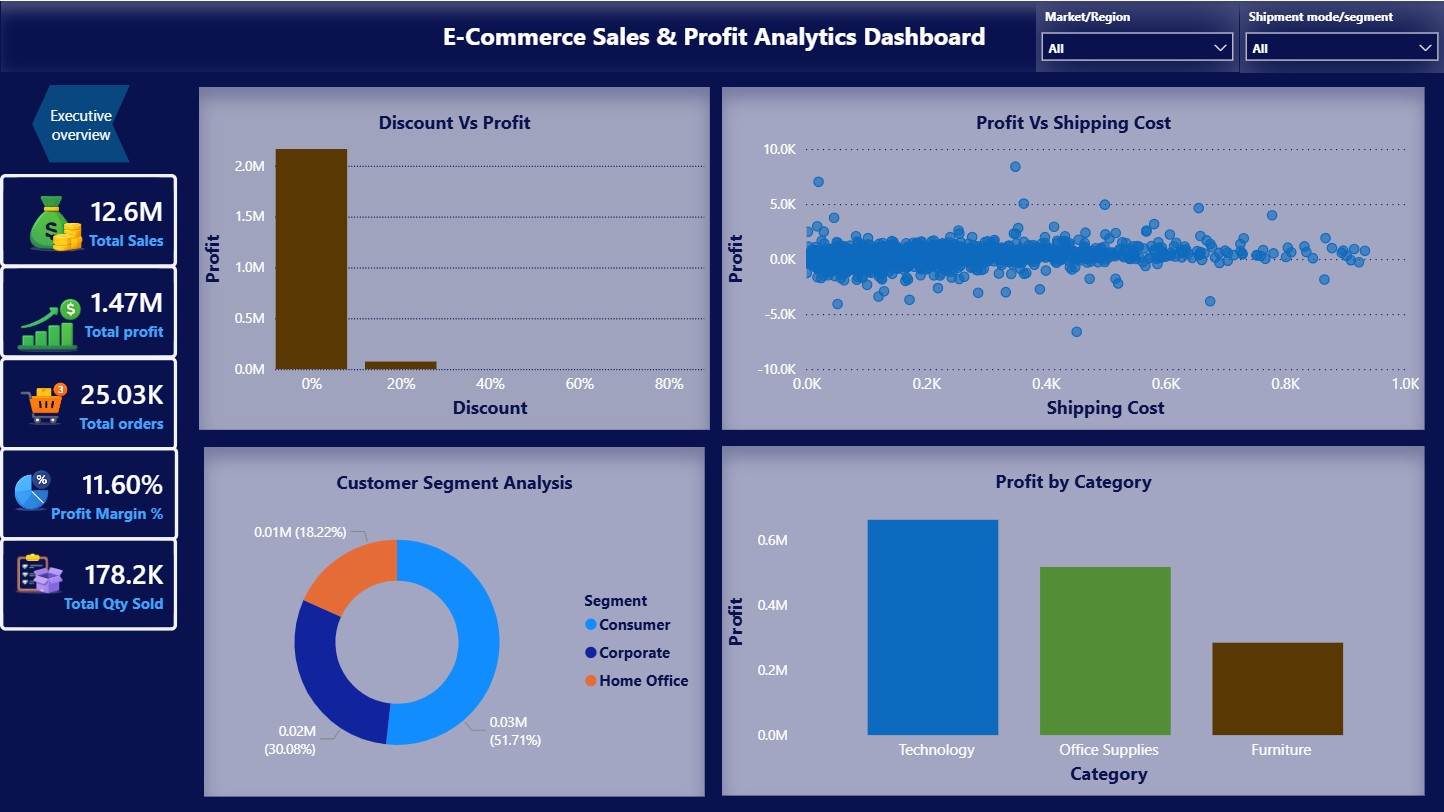 E-Commerce Sales & Profit Analytics Dashboard
Market/Region
All
Shipment mode/segment
All
Executive
overview
12.6M
Total Sales
$
1.47M
Total profit
$
25.03K
Total orders
3
11.60%
Profit Margin %
%
178.2K
Total Qty Sold
Discount Vs Profit
Profit
2.0M
1.5M
1.0M
0.5M
0.0M
0% 20% 40% 60% 80%
Discount
Profit Vs Shipping Cost
Profit
10.0K
5.0K
0.0K
-5.0K
-10.0K
0.0K 0.2K 0.4K 0.6K 0.8K 1.0K
Shipping Cost
Customer Segment Analysis
0.01M (18.22%)
0.02M
(30.08%)
0.03M
(51.71%)
Segment
Consumer
Corporate
Home Office
Profit by Category
Profit
0.6M
0.4M
0.2M
0.0M
Technology Office Supplies Furniture
Category